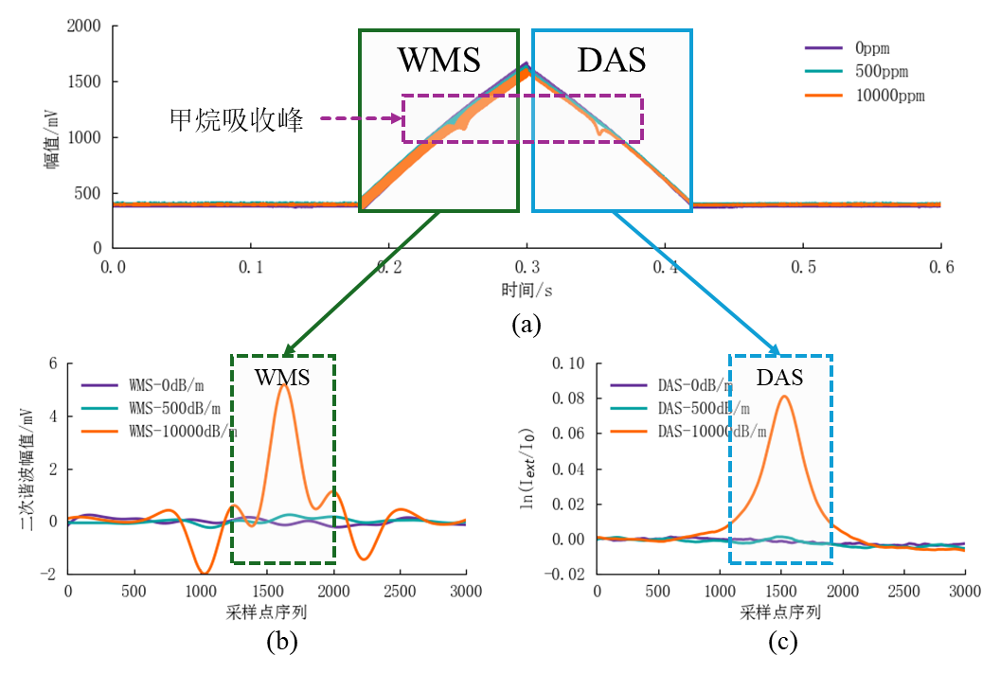 2000
1500
1000
500
0
幅值/mV
WMS
DAS
甲烷吸收峰
0ppm
500ppm
10000ppm
0.0
0.1
0.2
0.3
0.4
0.5
0.6
时间/s
(a)
6
4
2
0
−2
二次谐波幅值/mV
WMS-0dB/m
WMS-500dB/m
WMS-10000dB/m
WMS
0
500
1000
1500
2000
2500
3000
采样点序列
(b)
0.10
0.08
0.06
0.04
0.02
0.00
−0.02
ln(Iext/I0)
DAS-0dB/m
DAS-500dB/m
DAS-10000dB/m
DAS
0
500
1000
1500
2000
2500
3000
采样点序列
(c)